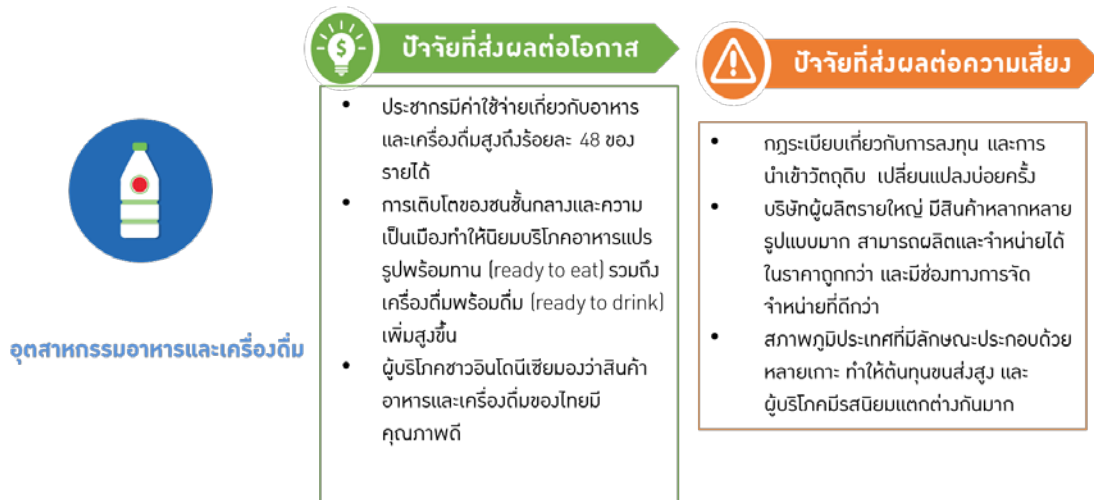 $
ปัจจัยที่ส่งผลต่อโอกาส
ประชากรมีค่าใช้จ่ายเกี่ยวกับอาหาร
และเครื่องดื่มสูงถึงร้อยละ 48 ของ
รายได้
การเติบโตของชนชั้นกลางและความ
เป็นเมืองทำให้นิยมบริโภคอาหารแปร
รูปพร้อมทาน (ready to eat) รวมถึง
เครื่องดื่มพร้อมดื่ม (ready to drink)
เพิ่มสูงขึ้น
ผู้บริโภคชาวอินโดนีเซียมองว่าสินค้า
อาหารและเครื่องดื่มของไทยมี
คุณภาพดี
ปัจจัยที่ส่งผลต่อความเสี่ยง
กฎระเบียบเกี่ยวกับการลงทุน และการ
นำเข้าวัตถุดิบ เปลี่ยนแปลงบ่อยครั้ง
บริษัทผู้ผลิตรายใหญ่ มีสินค้าหลากหลาย
รูปแบบมาก สามารถผลิตและจำหน่ายได้
ในราคาถูกกว่า และมีช่องทางการจัด
จำหน่ายที่ดีกว่า
สภาพภูมิประเทศที่มีลักษณะประกอบด้วย
หลายเกาะ ทำให้ต้นทุนขนส่งสูง และ
ผู้บริโภคมีรสนิยมแตกต่างกันมาก
อุตสาหกรรมอาหารและเครื่องดื่ม